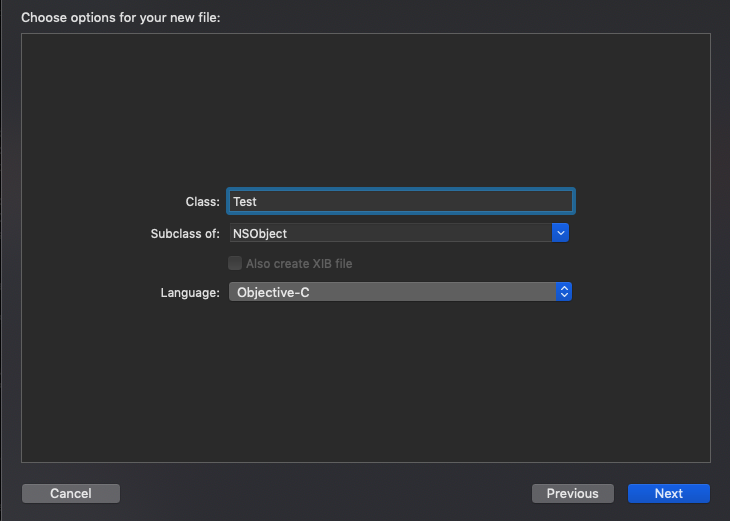 Choose options for your new file:
Class: Test
Subclass of: NSObject
Also create XIB file
Language: Objective-C
Cancel Previous Next